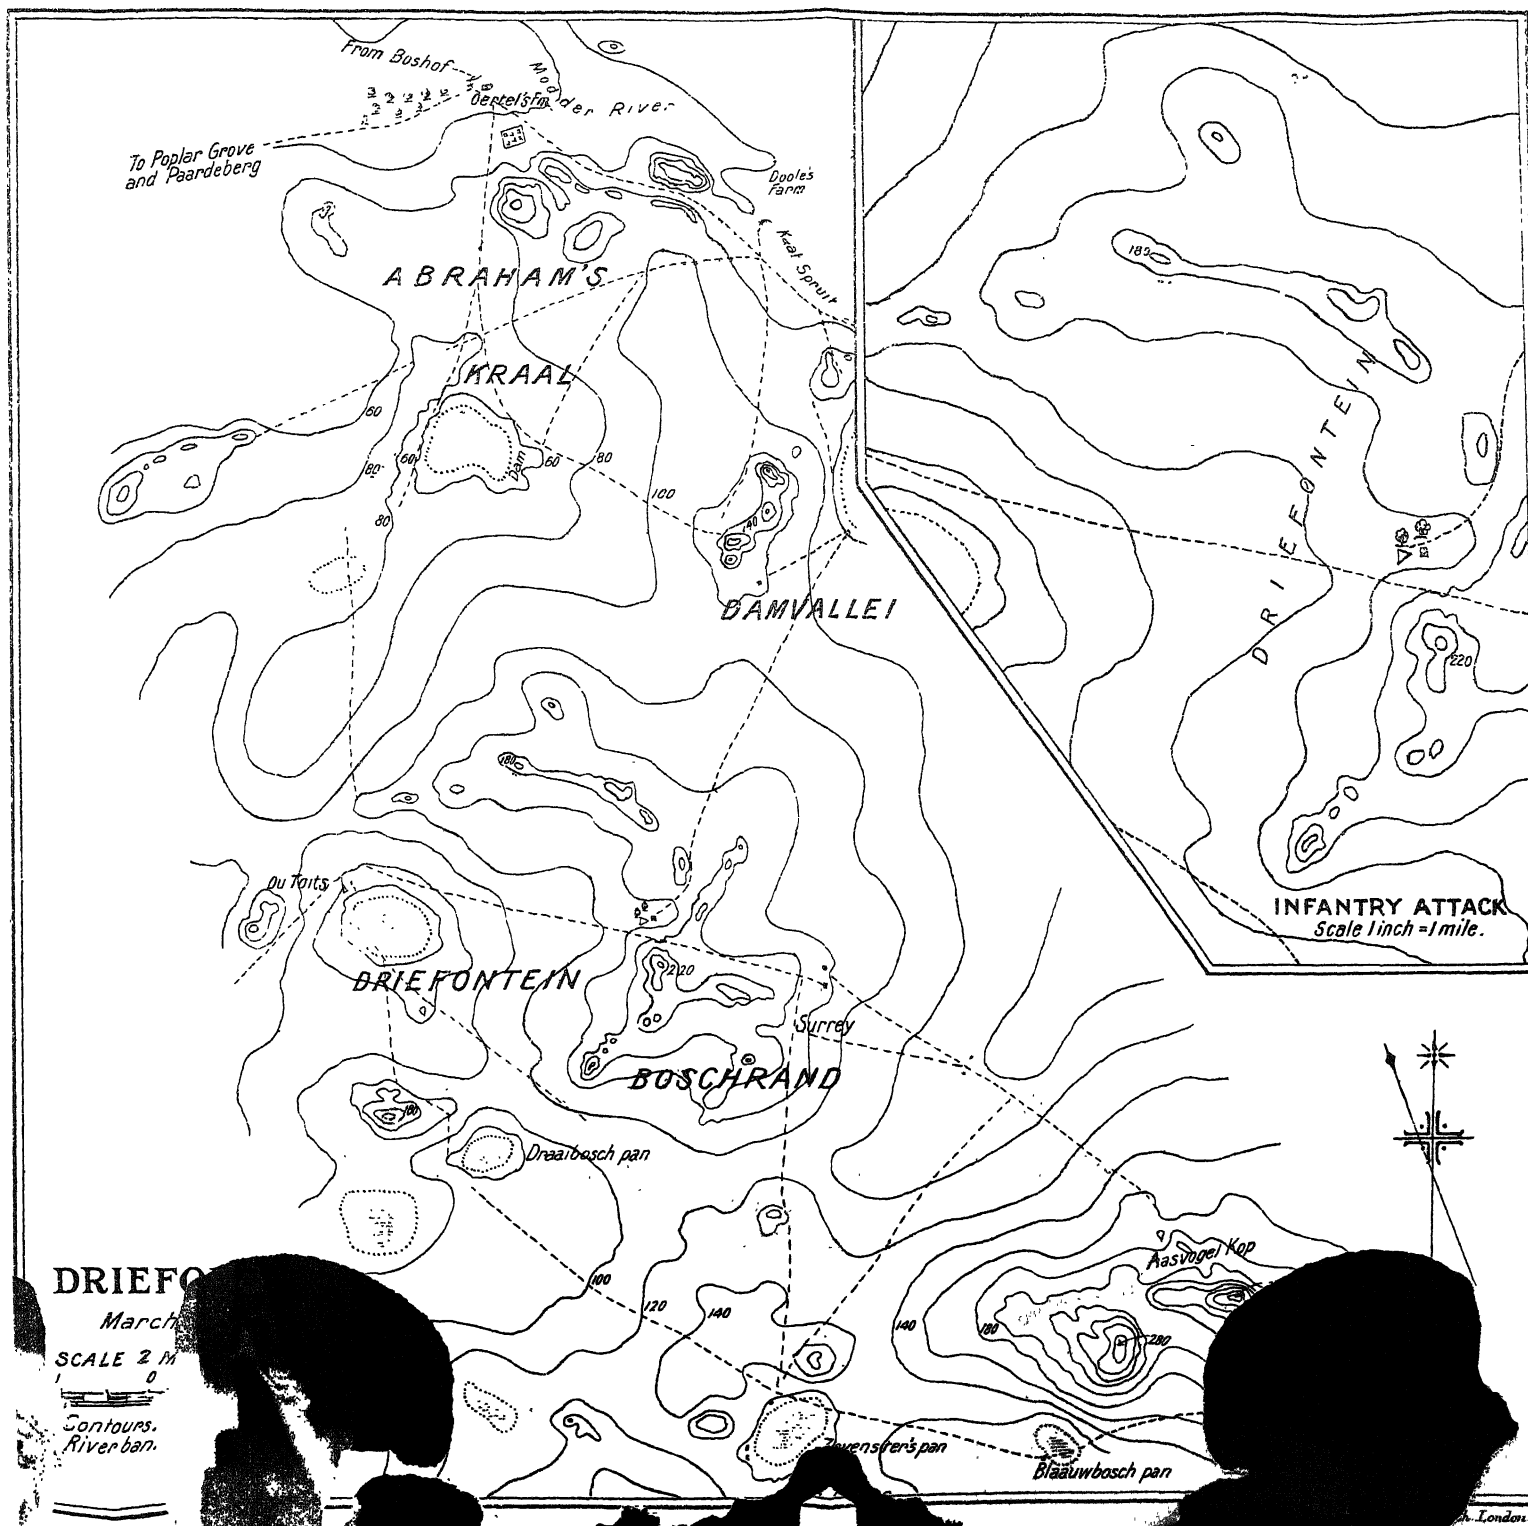 From Boshof
Modder River
Oertel's Fm
To Poplar Grove
and Paardeberg
Doole's
Farm
Kaal Spruit
ABRAHAM'S
KRAAL
60
80
60
Dam
60
80
80
100
140
DAMVALLEI
180
DRIEFONTEIN
220
INFANTRY ATTACK
Scale 1 inch = 1 mile.
180
Du Toits
DRIEFONTEIN
220
Surrey
BOSCHRAND
180
Draaibosch pan
Aasvogel Kop
100
120
140
140
180
280
DRIEFO
March
SCALE 2 M
1 0
Contours.
River ban.
Blaauwbosch pan
London